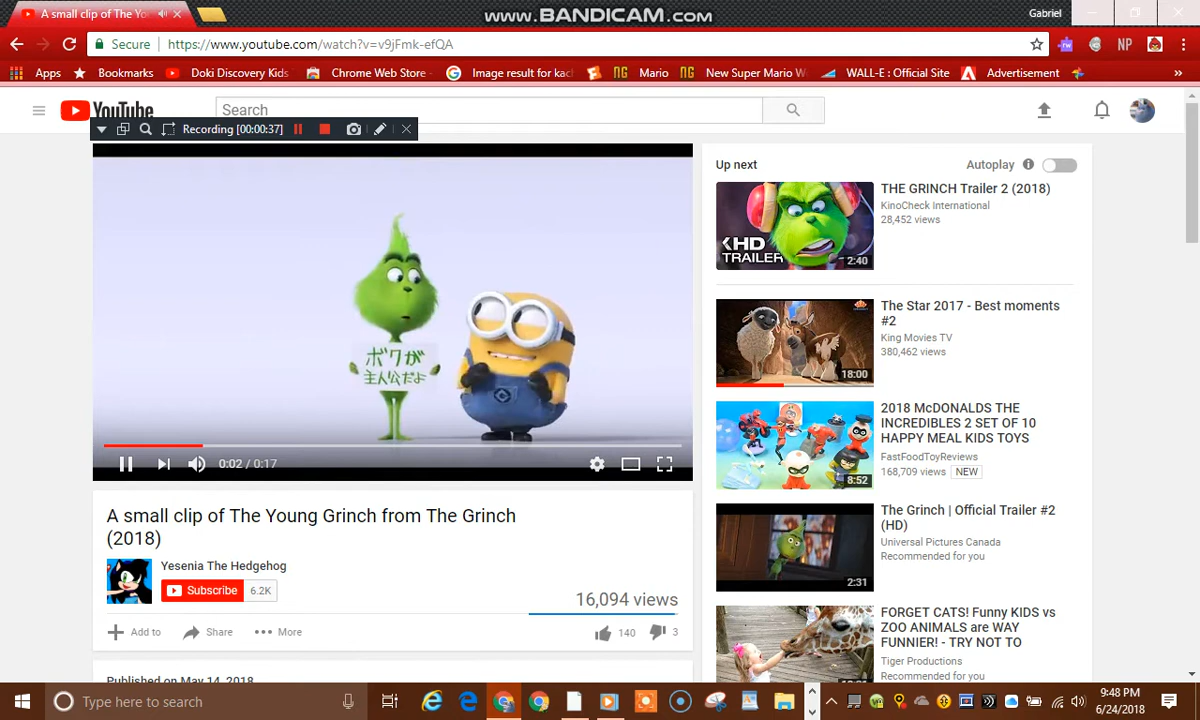 www.BANDICAM.com
A small clip of The Yo
Gabriel
Secure
https://www.youtube.com/watch?v=v9jFmk-efQA
NP
Apps
Bookmarks
Doki Discovery Kids
Chrome Web Store -
Image result for kac
Mario
New Super Mario W
WALL-E : Official Site
Advertisement
YouTube
Search
Recording [00:00:37]
ボクが
主人公だよ
0:02 / 0:17
A small clip of The Young Grinch from The Grinch
(2018)
Yesenia The Hedgehog
Subscribe 6.2K
16,094 views
Add to
Share
More
140
3
Published on May 14, 2018
Up next
Autoplay
KHD
TRAILER
2:40
THE GRINCH Trailer 2 (2018)
KinoCheck International
28,452 views
18:00
The Star 2017 - Best moments
#2
King Movies TV
380,462 views
8:52
2018 McDONALDS THE
INCREDIBLES 2 SET OF 10
HAPPY MEAL KIDS TOYS
FastFoodToyReviews
168,709 views NEW
2:31
The Grinch | Official Trailer #2
(HD)
Universal Pictures Canada
Recommended for you
FORGET CATS! Funny KIDS vs
ZOO ANIMALS are WAY
FUNNIER! - TRY NOT TO
Tiger Productions
Recommended for you
Type here to search
9:48 PM
6/24/2018